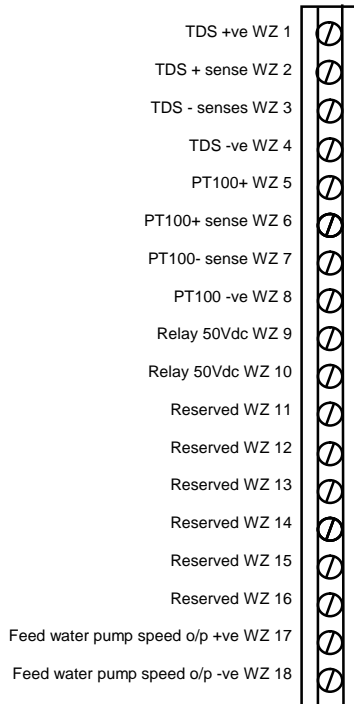 TDS +ve WZ 1
TDS + sense WZ 2
TDS - senses WZ 3
TDS -ve WZ 4
PT100+ WZ 5
PT100+ sense WZ 6
PT100- sense WZ 7
PT100 -ve WZ 8
Relay 50Vdc WZ 9
Relay 50Vdc WZ 10
Reserved WZ 11
Reserved WZ 12
Reserved WZ 13
Reserved WZ 14
Reserved WZ 15
Reserved WZ 16
Feed water pump speed o/p +ve WZ 17
Feed water pump speed o/p -ve WZ 18